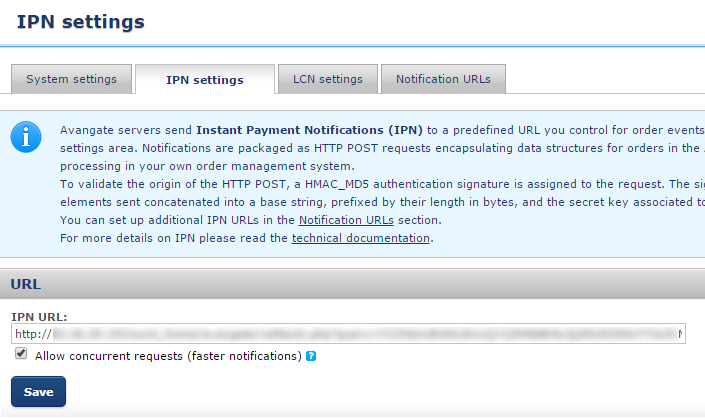 IPN settings
System settings
IPN settings
LCN settings
Notification URLs
Avangate servers send Instant Payment Notifications (IPN) to a predefined URL you control for order events
settings area. Notifications are packaged as HTTP POST requests encapsulating data structures for orders in the
processing in your own order management system.
To validate the origin of the HTTP POST, a HMAC_MD5 authentication signature is assigned to the request. The
elements sent concatenated into a base string, prefixed by their length in bytes, and the secret key associated
You can set up additional IPN URLs in the Notification URLs section.
For more details on IPN please read the technical documentation.
URL
IPN URL:
http://
Allow concurrent requests (faster notifications) ?
Save